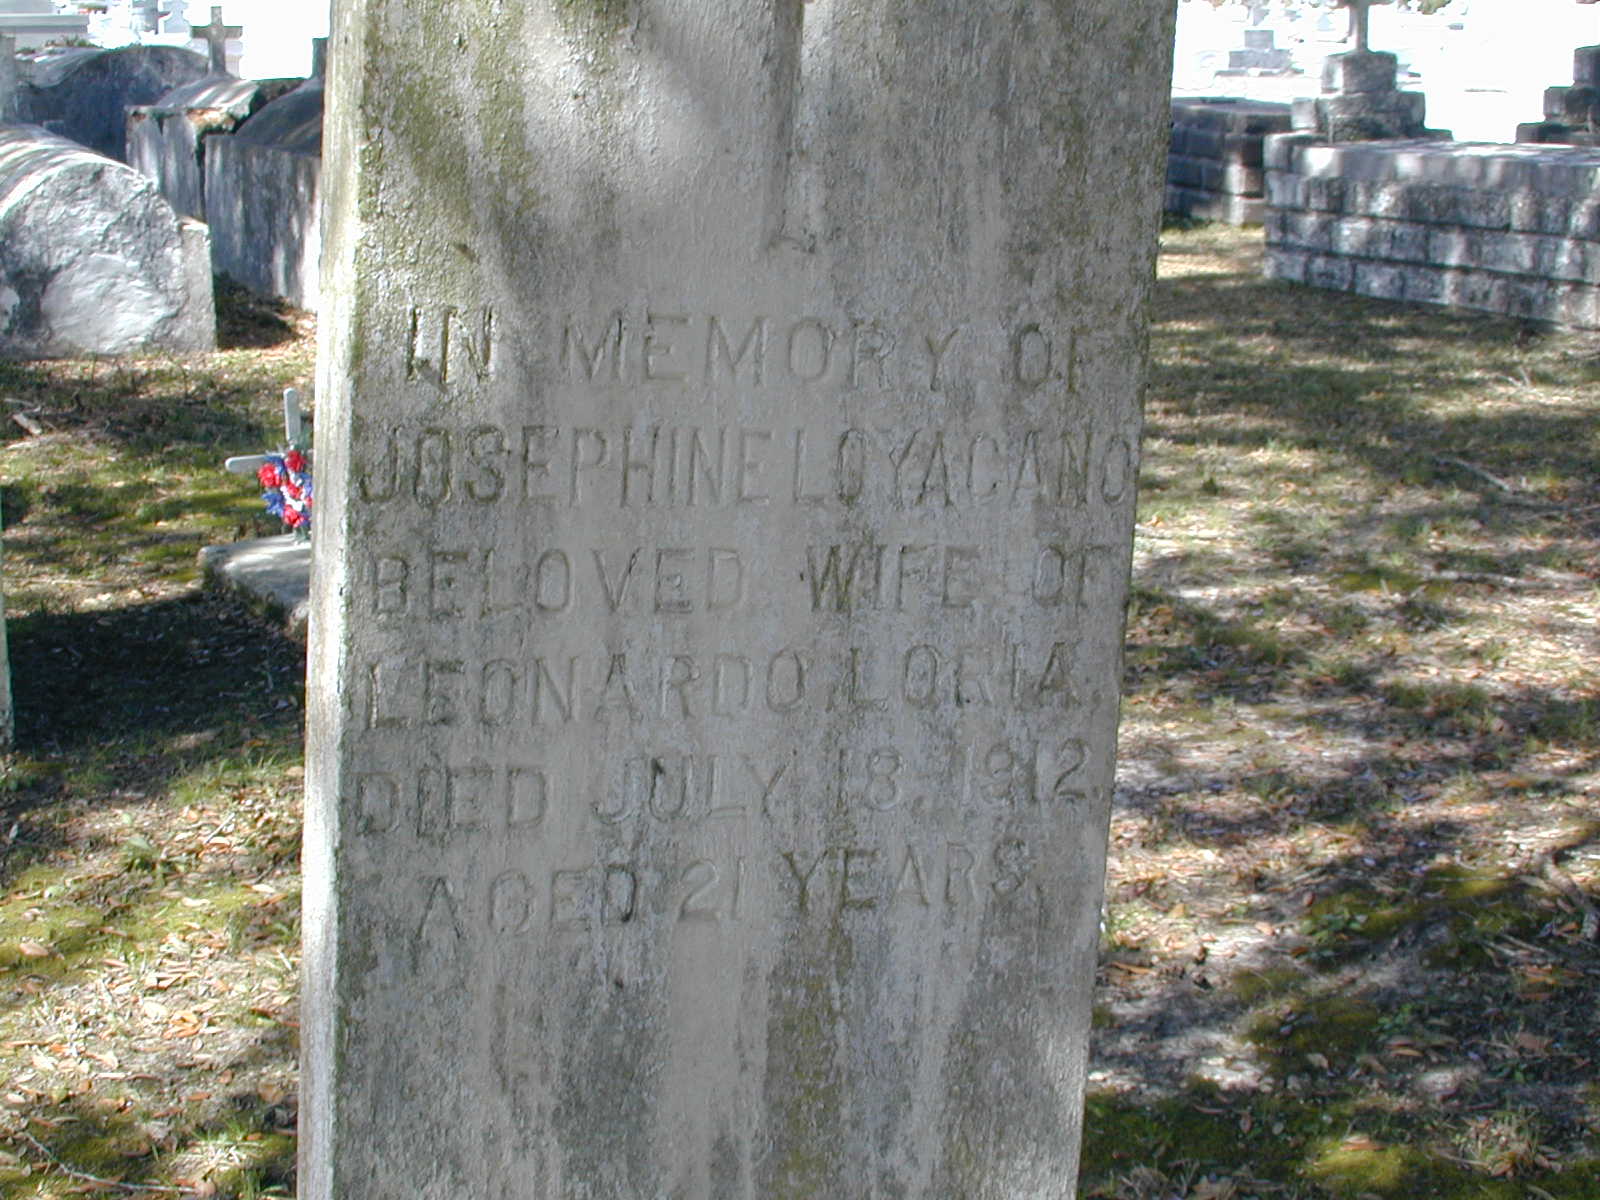 IN MEMORY OF
JOSEPHINE LOYACANO
BELOVED WIFE OF
LEONARDO LORIA.
DIED JULY 18, 1912.
AGED 21 YEARS.